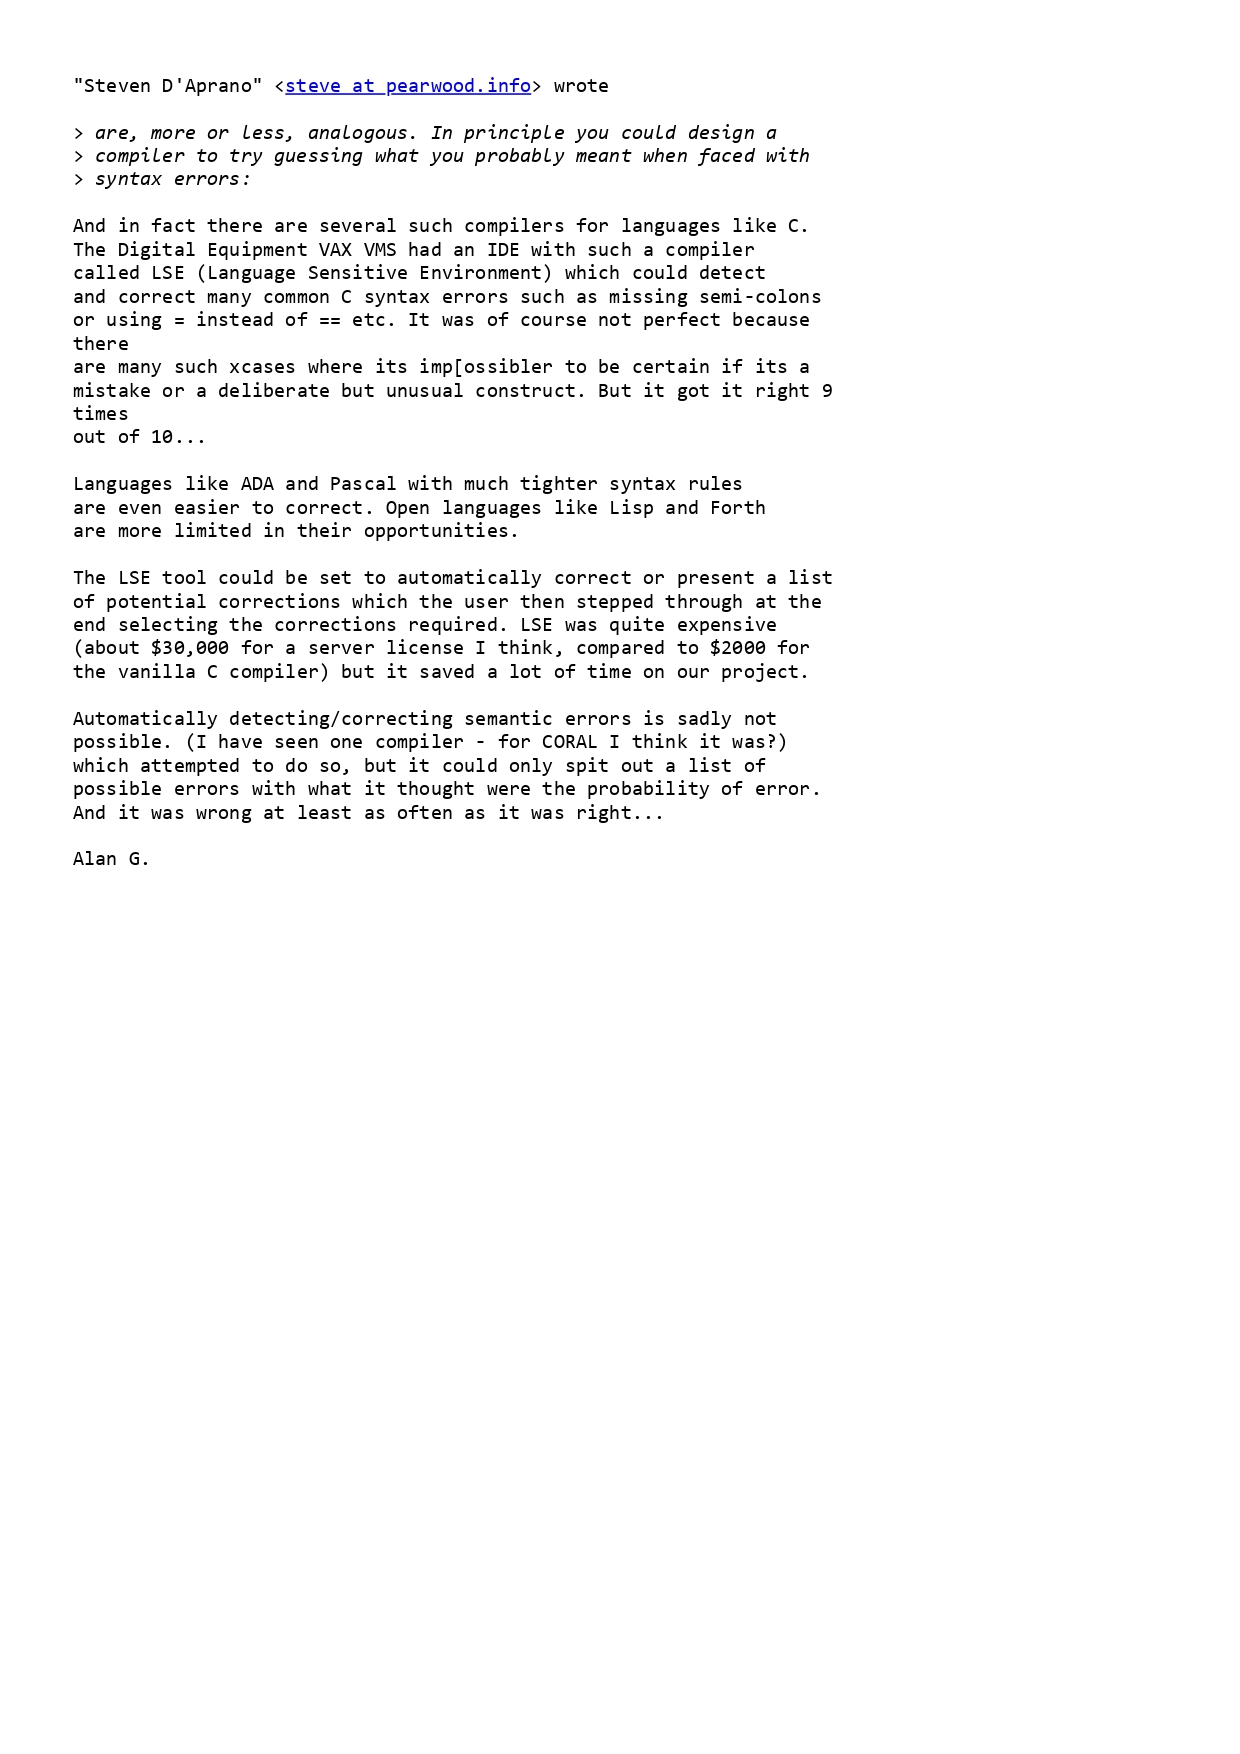 "Steven D'Aprano" <steve at pearwood.info> wrote
> are, more or less, analogous. In principle you could design a
> compiler to try guessing what you probably meant when faced with
> syntax errors:
And in fact there are several such compilers for languages like C.
The Digital Equipment VAX VMS had an IDE with such a compiler
called LSE (Language Sensitive Environment) which could detect
and correct many common C syntax errors such as missing semi-colons
or using = instead of == etc. It was of course not perfect because
there
are many such xcases where its imp[ossibler to be certain if its a
mistake or a deliberate but unusual construct. But it got it right 9
times
out of 10...
Languages like ADA and Pascal with much tighter syntax rules
are even easier to correct. Open languages like Lisp and Forth
are more limited in their opportunities.
The LSE tool could be set to automatically correct or present a list
of potential corrections which the user then stepped through at the
end selecting the corrections required. LSE was quite expensive
(about $30,000 for a server license I think, compared to $2000 for
the vanilla C compiler) but it saved a lot of time on our project.
Automatically detecting/correcting semantic errors is sadly not
possible. (I have seen one compiler - for CORAL I think it was?)
which attempted to do so, but it could only spit out a list of
possible errors with what it thought were the probability of error.
And it was wrong at least as often as it was right...
Alan G.